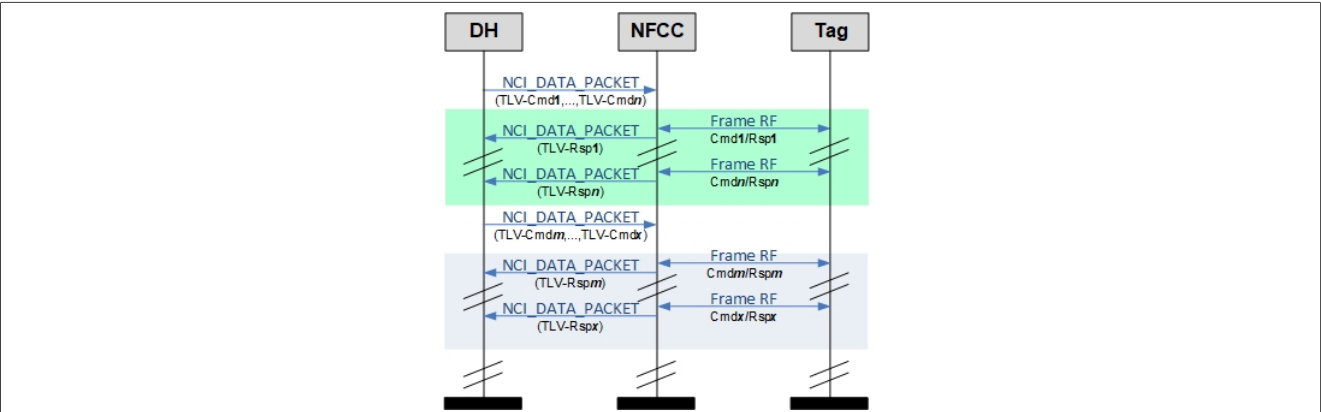 DH NFCC Tag
NCI_DATA_PACKET
(TLV-Cmd1,...,TLV-Cmdn)
NCI_DATA_PACKET Frame RF
(TLV-Rsp1) Cmd1/Rsp1
NCI_DATA_PACKET Frame RF
(TLV-Rspn) Cmdn/Rspn
NCI_DATA_PACKET
(TLV-Cmdm,...,TLV-Cmdx)
NCI_DATA_PACKET Frame RF
(TLV-Rspm) Cmdm/Rspm
NCI_DATA_PACKET Frame RF
(TLV-Rspx) Cmdx/Rspx